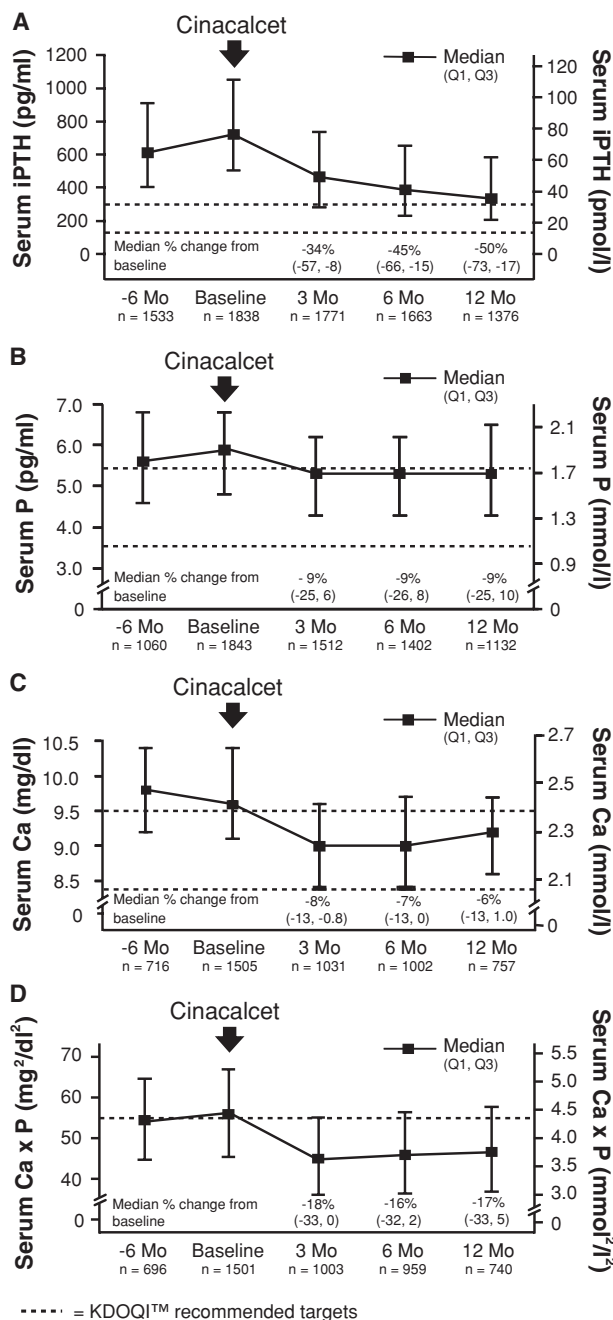 A
Cinacalcet
Median
(Q1, Q3)
Serum iPTH (pg/ml)
1200
1000
800
600
400
200
0
Serum iPTH (pmol/l)
120
100
80
60
40
20
0
Median % change from
baseline
-34%
(-57, -8)
-45%
(-66, -15)
-50%
(-73, -17)
-6 Mo
n = 1533
Baseline
n = 1838
3 Mo
n = 1771
6 Mo
n = 1663
12 Mo
n = 1376
B
Cinacalcet
Median
(Q1, Q3)
Serum P (pg/ml)
7.0
6.0
5.0
4.0
3.0
0
Serum P (mmol/l)
2.1
1.7
1.3
0.9
0
Median % change from
baseline
- 9%
(-25, 6)
-9%
(-26, 8)
-9%
(-25, 10)
-6 Mo
n = 1060
Baseline
n = 1843
3 Mo
n = 1512
6 Mo
n = 1402
12 Mo
n =1132
C
Cinacalcet
Median
(Q1, Q3)
Serum Ca (mg/dl)
10.5
10.0
9.5
9.0
8.5
0
Serum Ca (mmol/l)
2.7
2.5
2.3
2.1
0
Median % change from
baseline
-8%
(-13, -0.8)
-7%
(-13, 0)
-6%
(-13, 1.0)
-6 Mo
n = 716
Baseline
n = 1505
3 Mo
n = 1031
6 Mo
n = 1002
12 Mo
n = 757
D
Cinacalcet
Median
(Q1, Q3)
Serum Ca x P (mg²/dl²)
70
60
50
40
0
Serum Ca x P (mmol²/l²)
5.5
5.0
4.5
4.0
3.5
3.0
0
Median % change from
baseline
-18%
(-33, 0)
-16%
(-32, 2)
-17%
(-33, 5)
-6 Mo
n = 696
Baseline
n = 1501
3 Mo
n = 1003
6 Mo
n = 959
12 Mo
n = 740
= KDOQI™ recommended targets